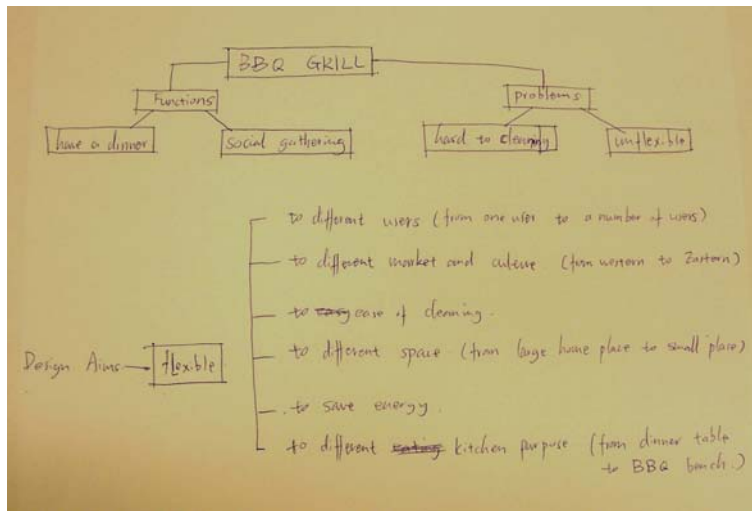 BBQ GRILL
Functions
problems
have a dinner
social gathering
hard to cleaning
unflexible
to different users (from one user to a number of users)
to different market and culture (from western to Eastern)
to easy ease of cleaning.
Design Aims flexible
to different space (from large home place to small place)
to save energy.
to different eating kitchen purpose (from dinner table
to BBQ bench.)